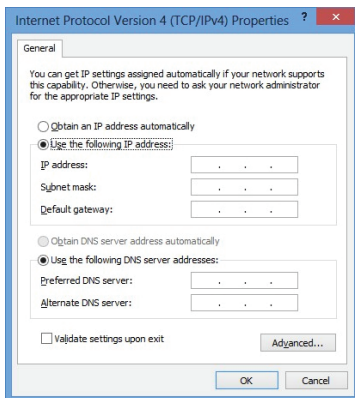 Internet Protocol Version 4 (TCP/IPv4) Properties ? ×
General
You can get IP settings assigned automatically if your network supports
this capability. Otherwise, you need to ask your network administrator
for the appropriate IP settings.
Obtain an IP address automatically
Use the following IP address:
IP address: . . .
Subnet mask: . . .
Default gateway: . . .
Obtain DNS server address automatically
Use the following DNS server addresses:
Preferred DNS server: . . .
Alternate DNS server: . . .
Validate settings upon exit
Advanced...
OK Cancel